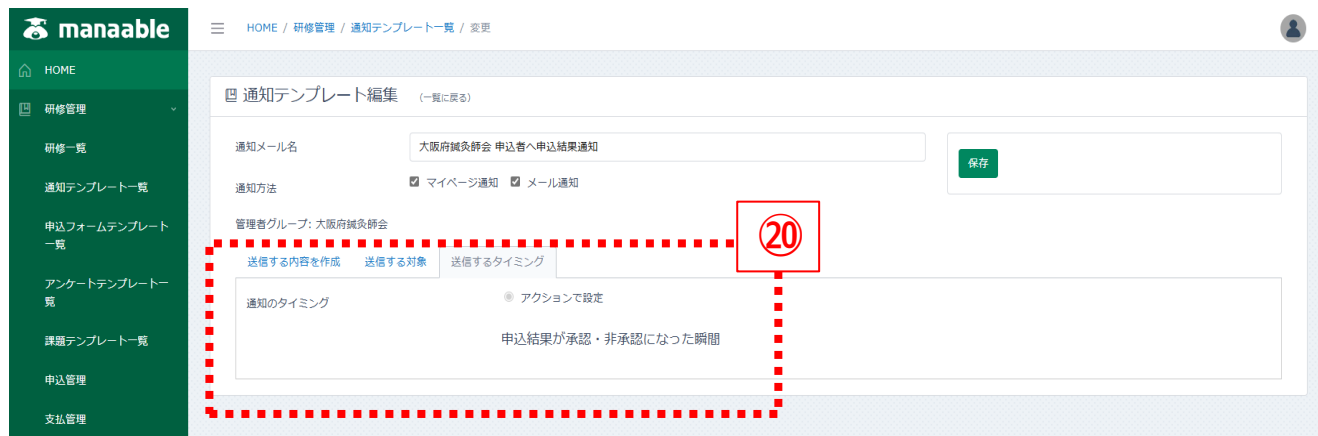 manaable
HOME / 研修管理 / 通知テンプレート一覧 / 変更
HOME
研修管理
研修一覧
通知テンプレート一覧
申込フォームテンプレート
一覧
アンケートテンプレート一
覧
課題テンプレート一覧
申込管理
支払管理
通知テンプレート編集 (一覧に戻る)
通知メール名 大阪府鍼灸師会 申込者へ申込結果通知
保存
通知方法 マイページ通知 メール通知
管理者グループ: 大阪府鍼灸師会
⑳
送信する内容を作成 送信する対象 送信するタイミング
通知のタイミング アクションで設定
申込結果が承認・非承認になった瞬間